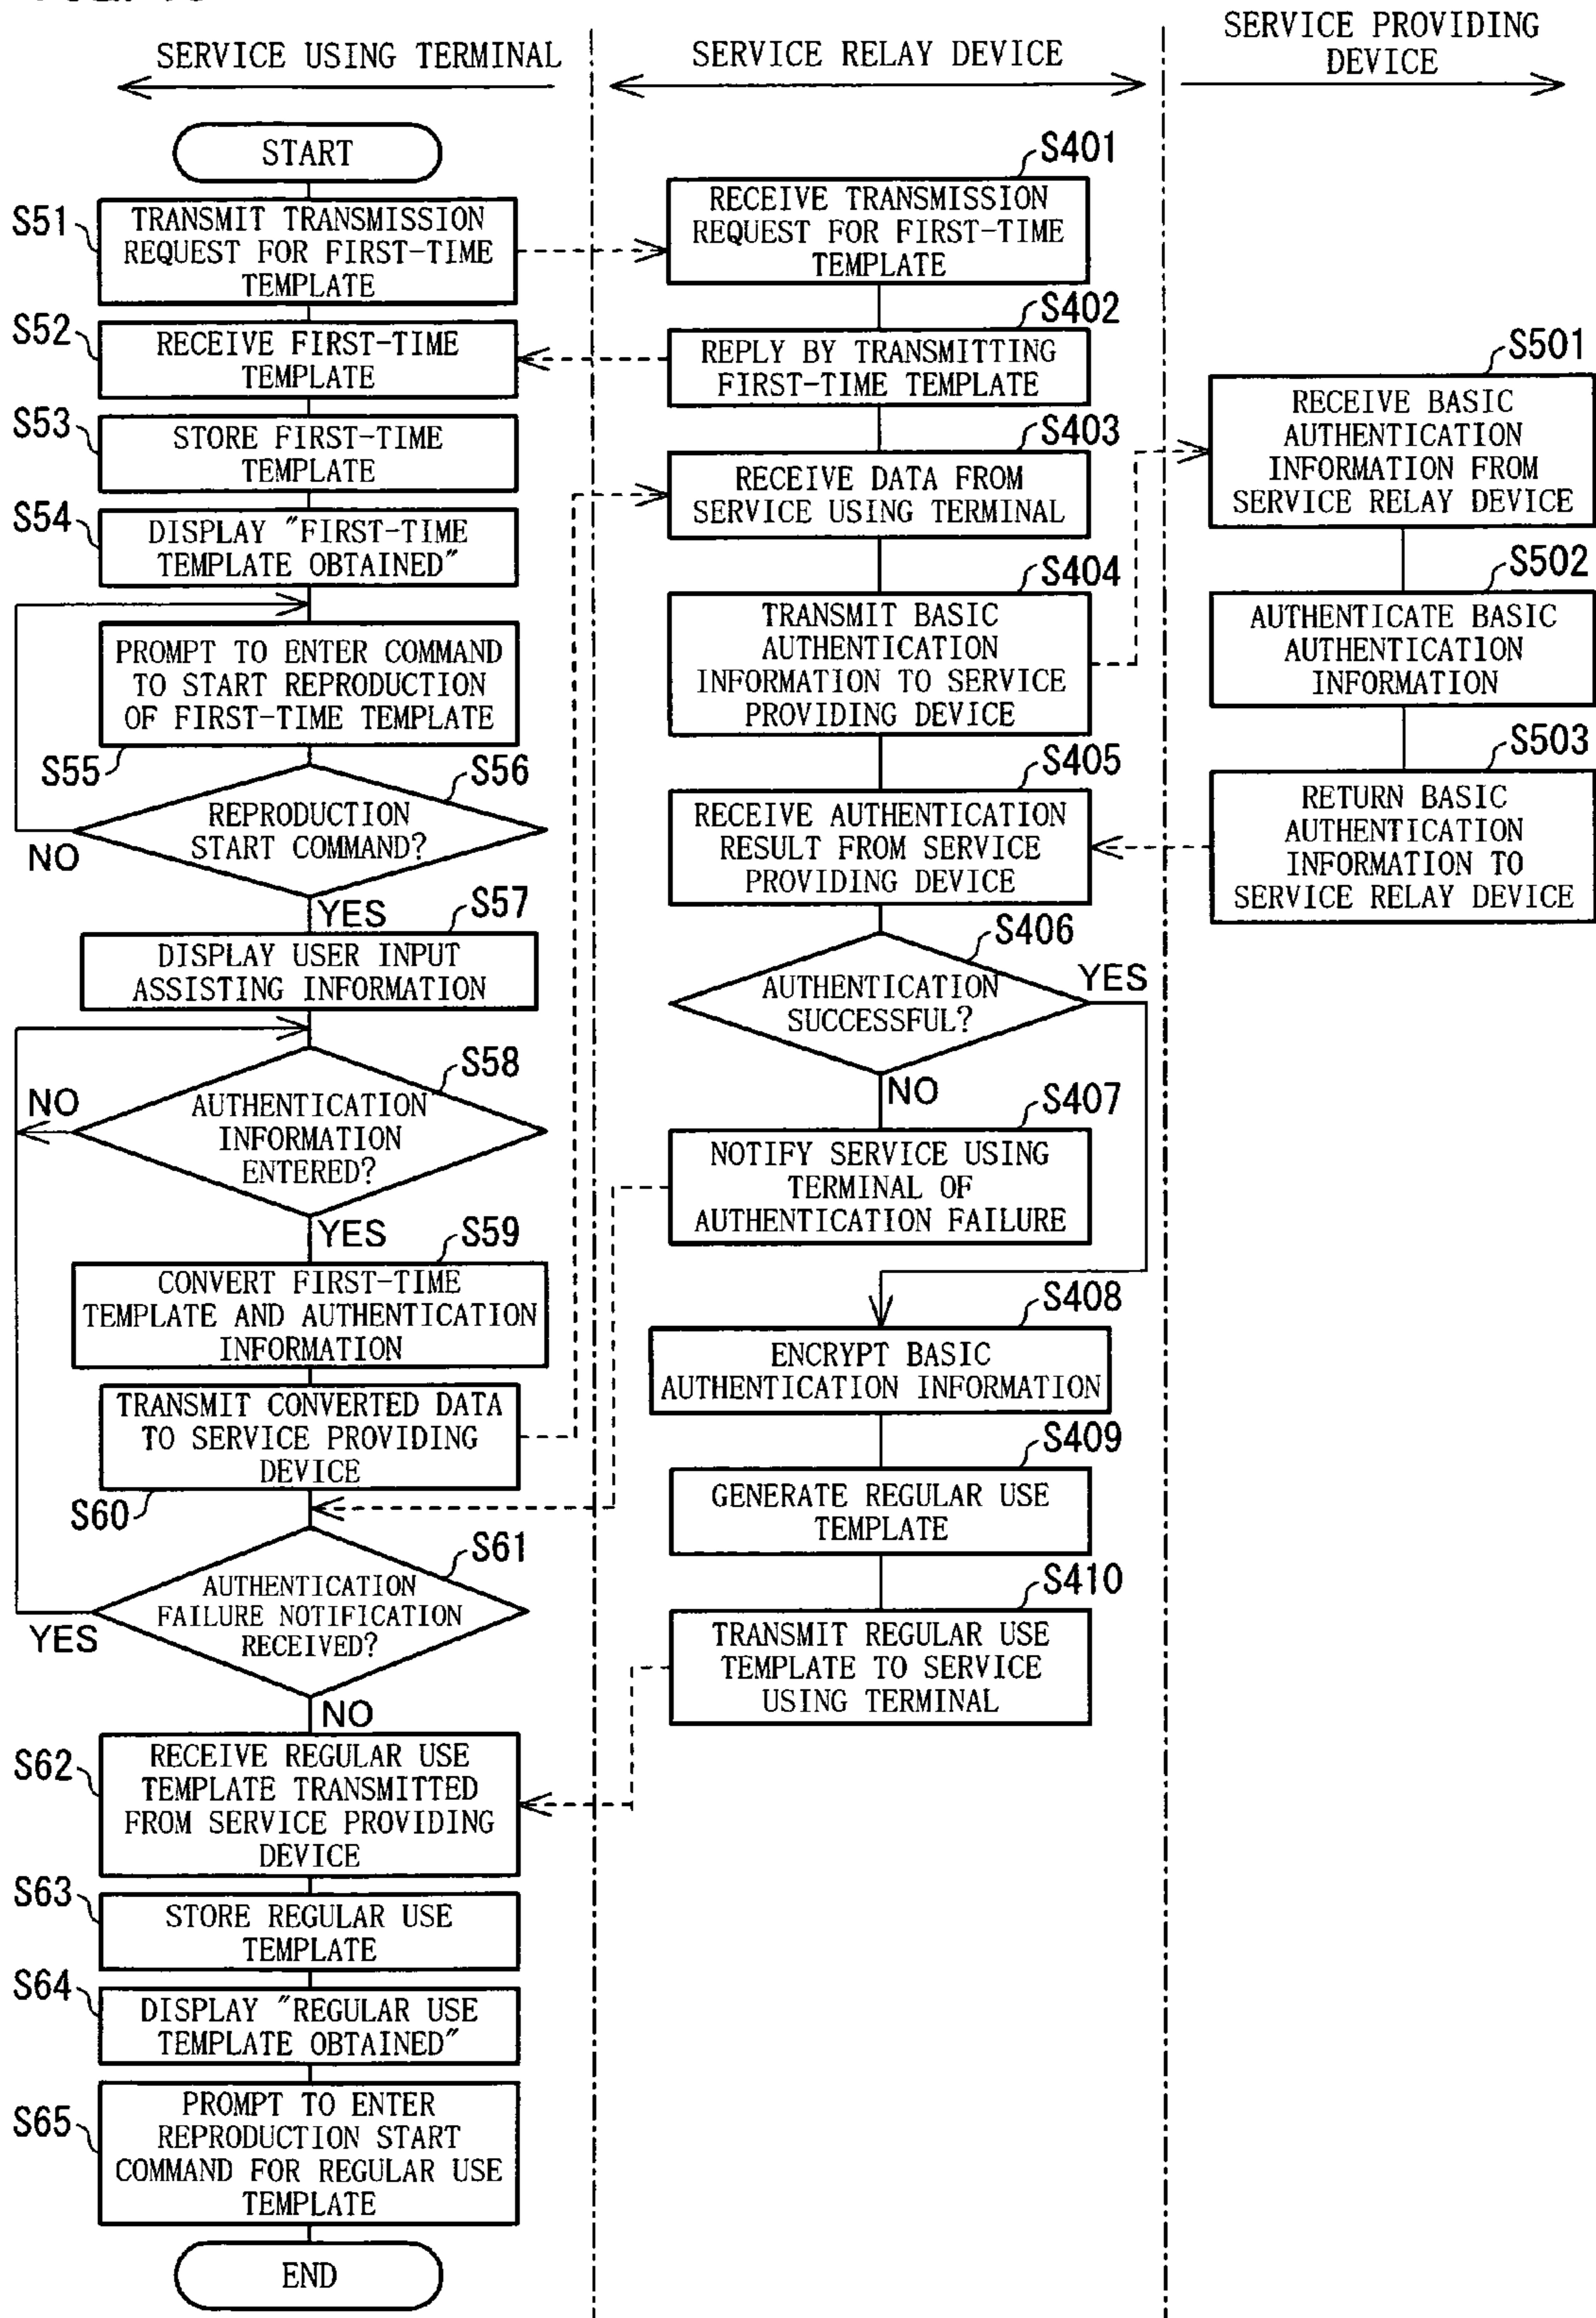 SERVICE USING TERMINAL
SERVICE RELAY DEVICE
SERVICE PROVIDING
DEVICE
START
S51
TRANSMIT TRANSMISSION
REQUEST FOR FIRST-TIME
TEMPLATE
S52
RECEIVE FIRST-TIME
TEMPLATE
S53
STORE FIRST-TIME
TEMPLATE
S54
DISPLAY "FIRST-TIME
TEMPLATE OBTAINED"
PROMPT TO ENTER COMMAND
TO START REPRODUCTION
OF FIRST-TIME TEMPLATE
S55
S56
REPRODUCTION
START COMMAND?
NO
YES
S57
DISPLAY USER INPUT
ASSISTING INFORMATION
S58
NO
AUTHENTICATION
INFORMATION
ENTERED?
YES
S59
CONVERT FIRST-TIME
TEMPLATE AND AUTHENTICATION
INFORMATION
TRANSMIT CONVERTED DATA
TO SERVICE PROVIDING
DEVICE
S60
S61
AUTHENTICATION
FAILURE NOTIFICATION
RECEIVED?
YES
NO
S62
RECEIVE REGULAR USE
TEMPLATE TRANSMITTED
FROM SERVICE PROVIDING
DEVICE
S63
STORE REGULAR USE
TEMPLATE
S64
DISPLAY "REGULAR USE
TEMPLATE OBTAINED"
S65
PROMPT TO ENTER
REPRODUCTION START
COMMAND FOR REGULAR USE
TEMPLATE
END
S401
RECEIVE TRANSMISSION
REQUEST FOR FIRST-TIME
TEMPLATE
S402
REPLY BY TRANSMITTING
FIRST-TIME TEMPLATE
S403
RECEIVE DATA FROM
SERVICE USING TERMINAL
S404
TRANSMIT BASIC
AUTHENTICATION
INFORMATION TO SERVICE
PROVIDING DEVICE
S405
RECEIVE AUTHENTICATION
RESULT FROM SERVICE
PROVIDING DEVICE
S406
AUTHENTICATION
SUCCESSFUL?
YES
NO
S407
NOTIFY SERVICE USING
TERMINAL OF
AUTHENTICATION FAILURE
S408
ENCRYPT BASIC
AUTHENTICATION INFORMATION
S409
GENERATE REGULAR USE
TEMPLATE
S410
TRANSMIT REGULAR USE
TEMPLATE TO SERVICE
USING TERMINAL
S501
RECEIVE BASIC
AUTHENTICATION
INFORMATION FROM
SERVICE RELAY DEVICE
S502
AUTHENTICATE BASIC
AUTHENTICATION
INFORMATION
S503
RETURN BASIC
AUTHENTICATION
INFORMATION TO
SERVICE RELAY DEVICE